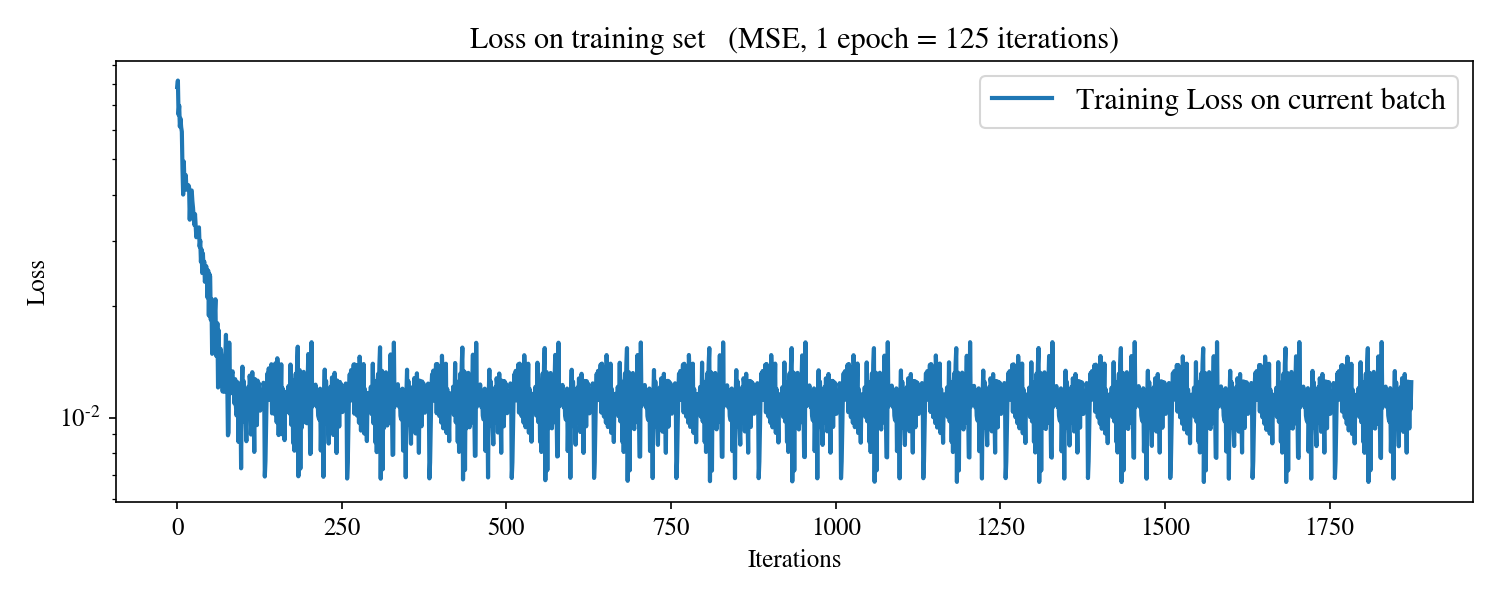 Loss on training set (MSE, 1 epoch = 125 iterations)
Training Loss on current batch
Loss
10^-2
0 250 500 750 1000 1250 1500 1750
Iterations